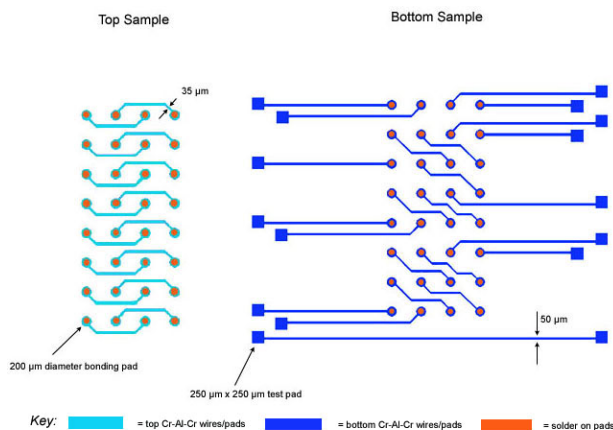 Top Sample
Bottom Sample
35 µm
50 µm
200 µm diameter bonding pad
250 µm x 250 µm test pad
Key: = top Cr-Al-Cr wires/pads = bottom Cr-Al-Cr wires/pads = solder on pads